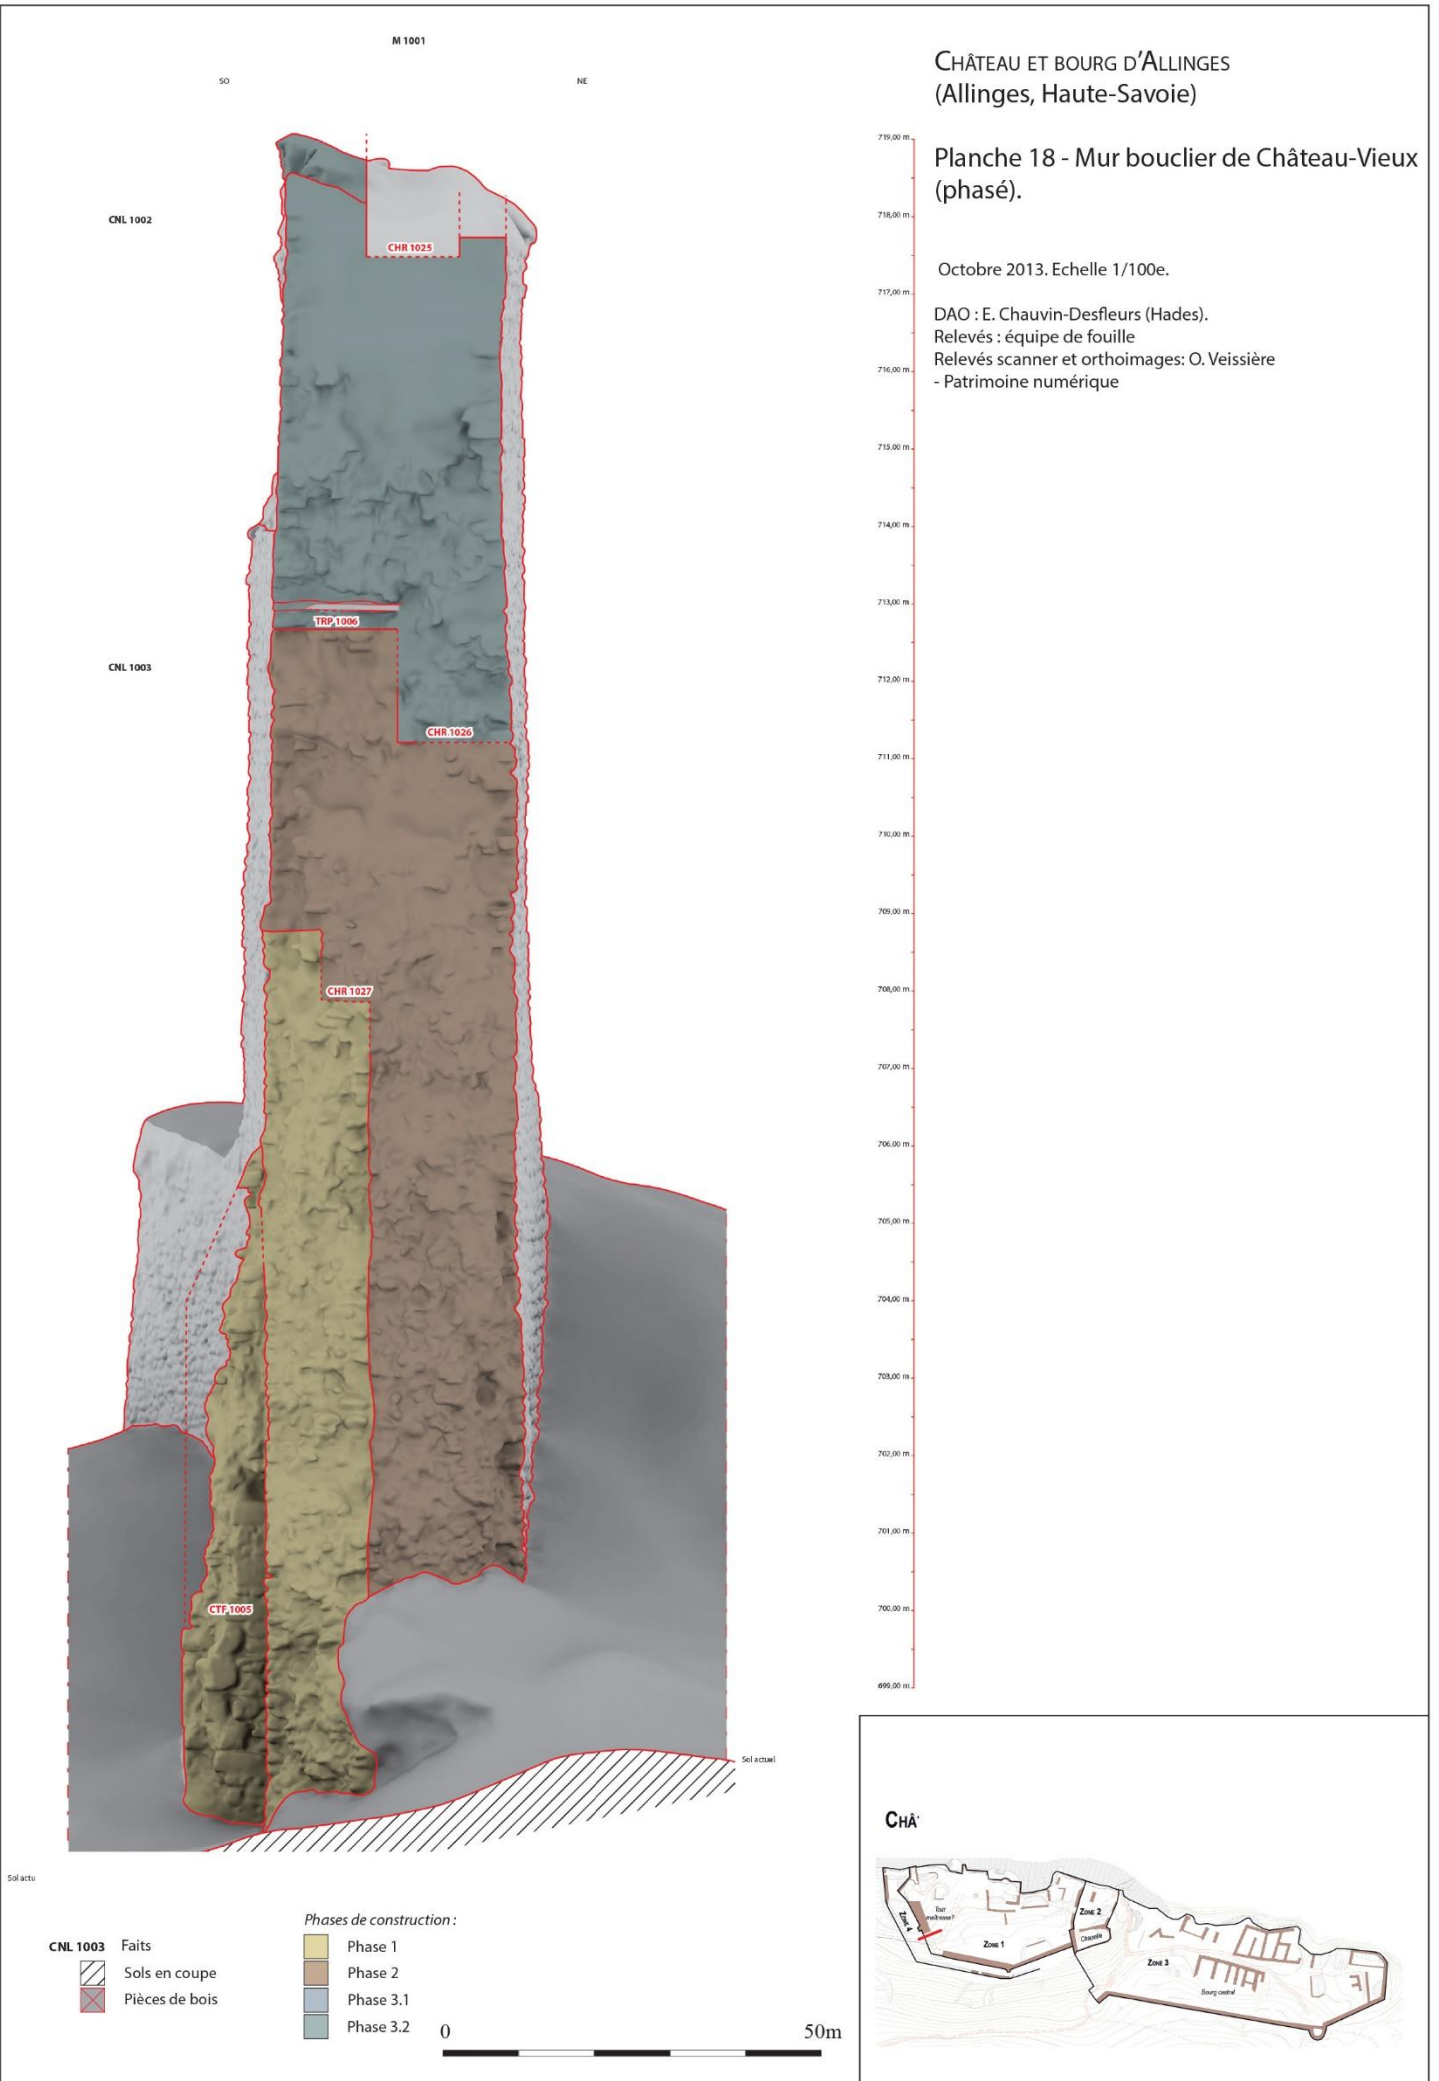 M 1001
SO
NE
CHÂTEAU ET BOURG D'ALLINGES
(Allinges, Haute-Savoie)
Planche 18 - Mur bouclier de Château-Vieux
(phasé).
Octobre 2013. Echelle 1/100e.
DAO : E. Chauvin-Desfleurs (Hades).
Relevés : équipe de fouille
Relevés scanner et orthoimages: O. Veissière
- Patrimoine numérique
CNL 1002
CHR 1025
TRP 1006
CNL 1003
CHR 1026
CHR 1027
CTF 1005
719,00 m
718,00 m
717,00 m
716,00 m
715,00 m
714,00 m
713,00 m
712,00 m
711,00 m
710,00 m
709,00 m
708,00 m
707,00 m
706,00 m
705,00 m
704,00 m
703,00 m
702,00 m
701,00 m
700,00 m
699,00 m
Sol actuel
Sol actu
CNL 1003 Faits
Sols en coupe
Pièces de bois
Phases de construction :
Phase 1
Phase 2
Phase 3.1
Phase 3.2
0 50m
CHÂ
ZONE 4
Tour
maîtresse?
ZONE 1
ZONE 2
Chapelle
ZONE 3
Bourg castral